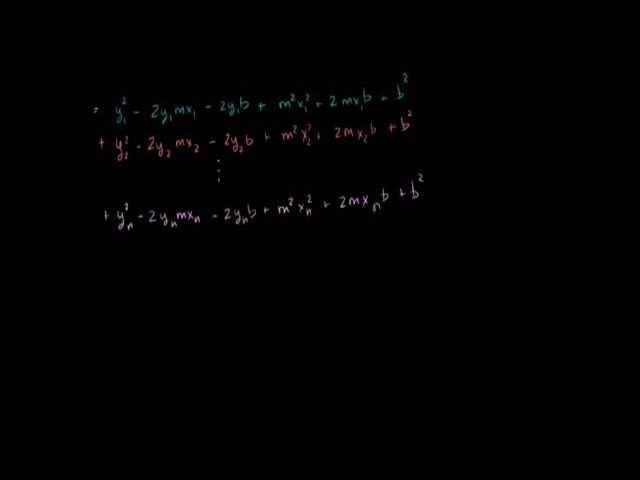 = y₁² - 2y₁mx₁ - 2y₁b + m²x₁² + 2mx₁b + b²
+ y₂² - 2y₂mx₂ - 2y₂b + m²x₂² + 2mx₂b + b²
⋮
+ yₙ² - 2yₙmxₙ - 2yₙb + m²xₙ² + 2mxₙb + b²